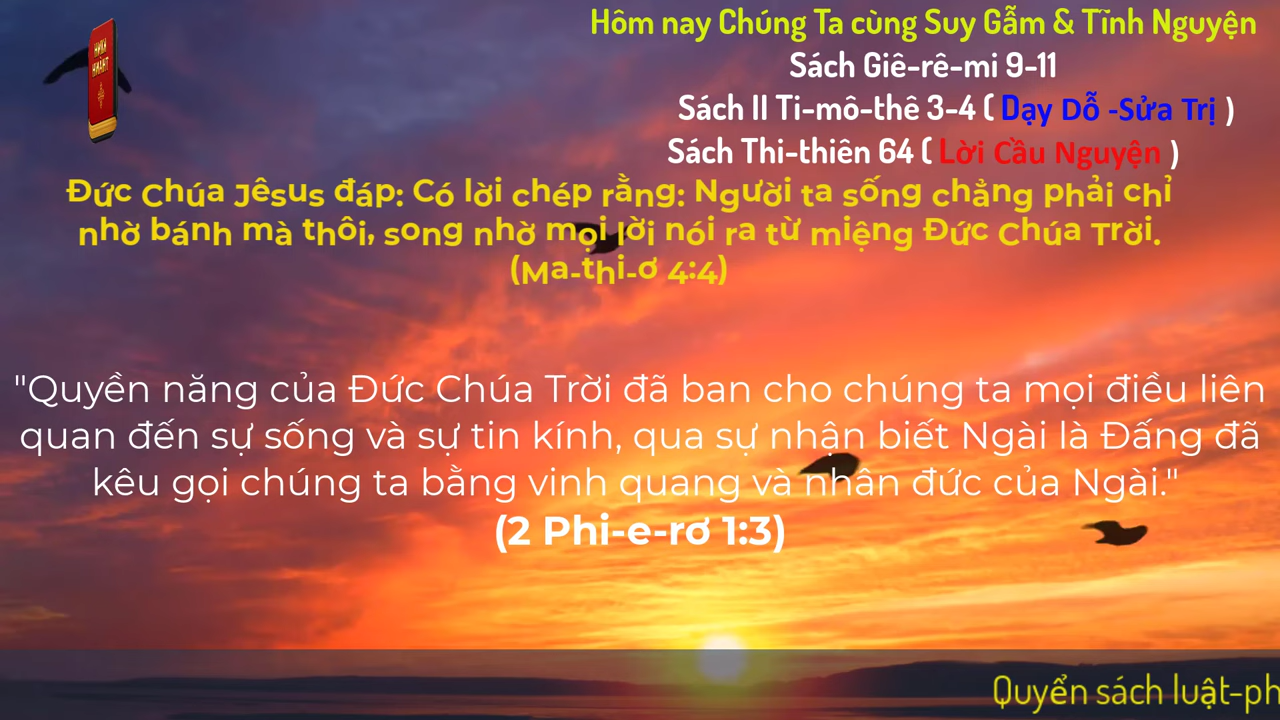 Hôm nay Chúng Ta cùng Suy Gẫm & Tĩnh Nguyện
Sách Giê-rê-mi 9-11
Sách II Ti-mô-thê 3-4 ( Dạy Dỗ -Sửa Trị )
Sách Thi-thiên 64 ( Lời Cầu Nguyện )
Đức Chúa Jêsus đáp: Có lời chép rằng: Người ta sống chẳng phải chỉ
nhờ bánh mà thôi, song nhờ mọi lời nói ra từ miệng Đức Chúa Trời.
(Ma-thi-ơ 4:4)
"Quyền năng của Đức Chúa Trời đã ban cho chúng ta mọi điều liên
quan đến sự sống và sự tin kính, qua sự nhận biết Ngài là Đấng đã
kêu gọi chúng ta bằng vinh quang và nhân đức của Ngài."
(2 Phi-e-rơ 1:3)
Quyển sách luật-ph